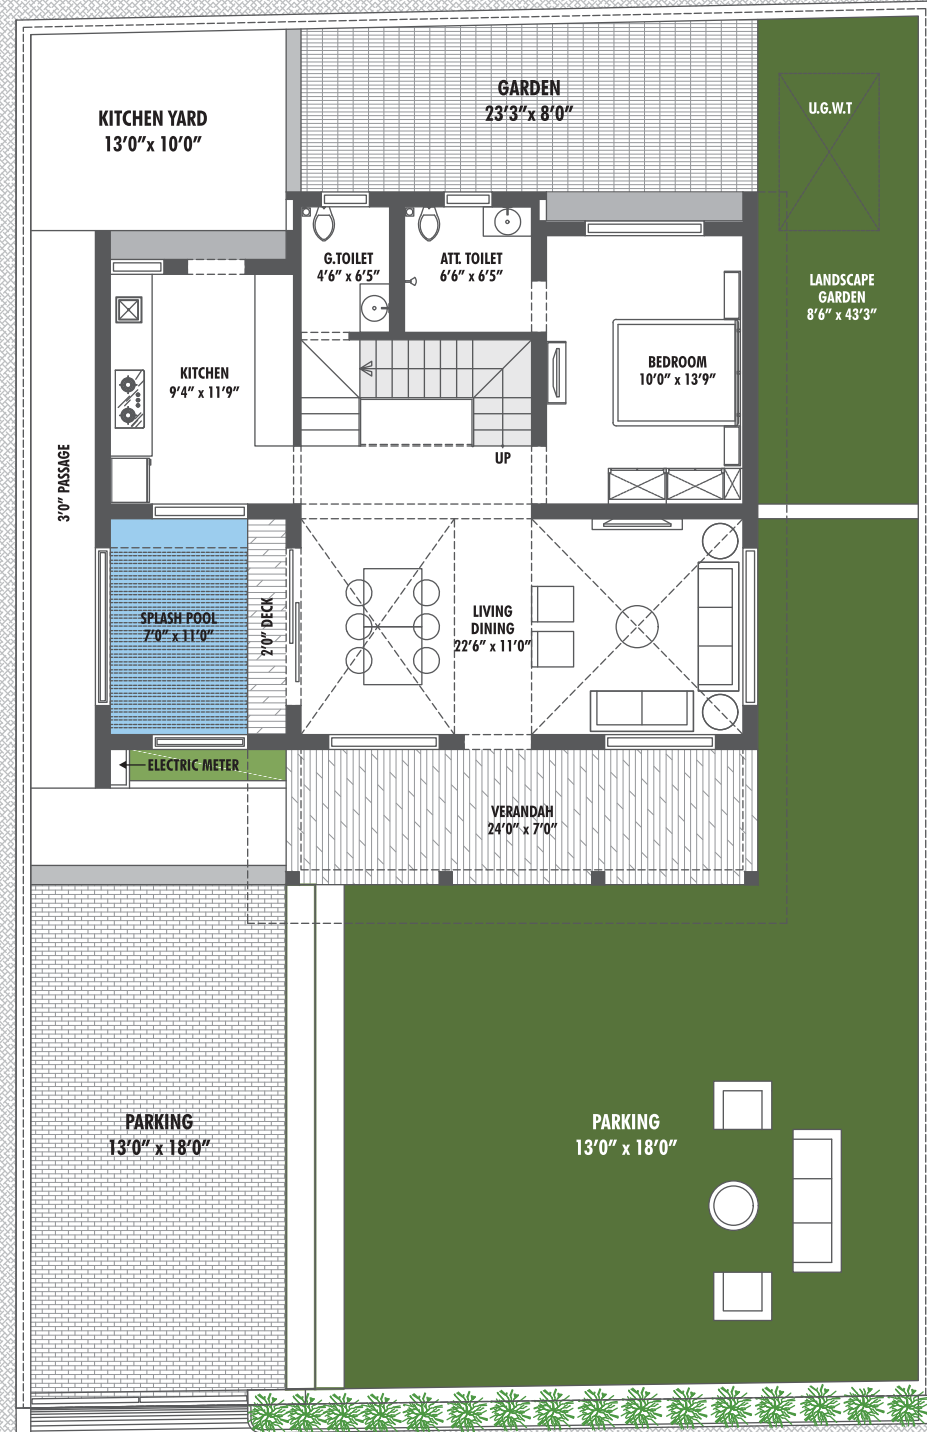 GARDEN
23'3"x 8'0"
KITCHEN YARD
13'0"x 10'0"
U.G.W.T
G.TOILET
4'6" x 6'5"
ATT. TOILET
6'6" x 6'5"
LANDSCAPE
GARDEN
8'6" x 43'3"
BEDROOM
10'0" x 13'9"
KITCHEN
9'4" x 11'9"
UP
3'0" PASSAGE
SPLASH POOL
7'0" x 11'0"
2'0" DECK
LIVING
DINING
22'6" x 11'0"
ELECTRIC METER
VERANDAH
24'0" x 7'0"
PARKING
13'0" x 18'0"
PARKING
13'0" x 18'0"